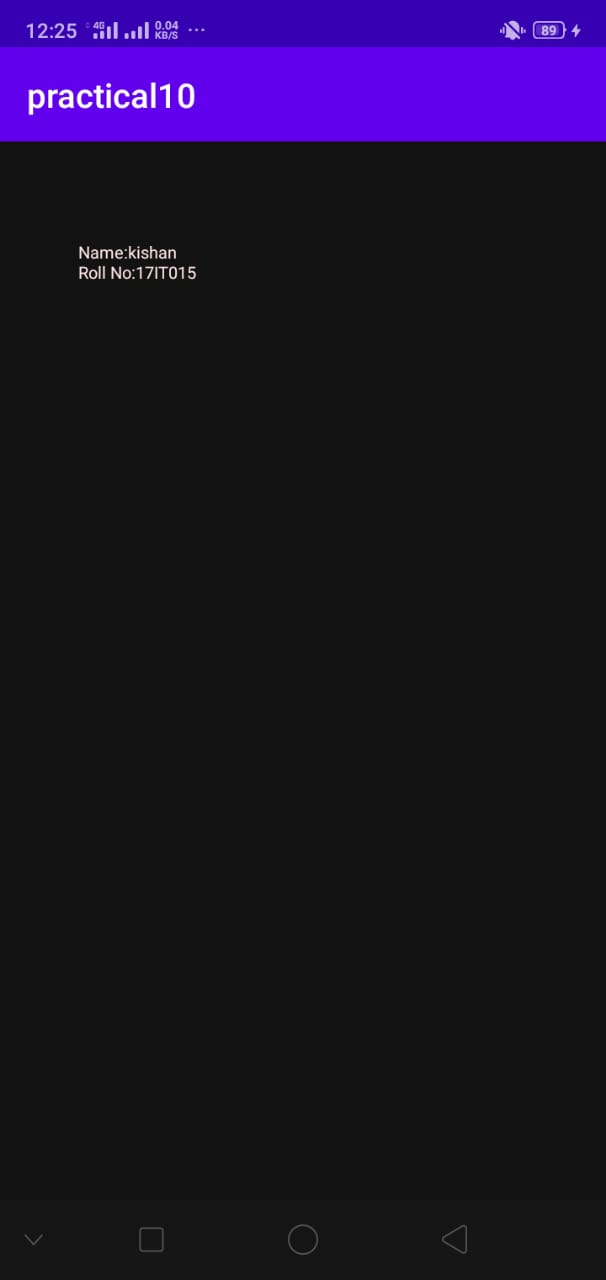 12:25 4G 0.04 KB/S ... 89
practical10
Name:kishan
Roll No:17IT015